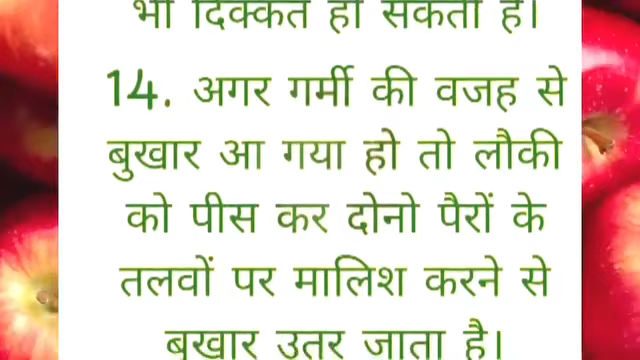 भी दिक्कत हो सकती है।
14. अगर गर्मी की वजह से
बुखार आ गया हो तो लौकी
को पीस कर दोनो पैरों के
तलवों पर मालिश करने से
बुखार उतर जाता है।